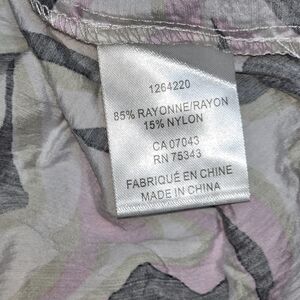 1264220
85% RAYONNE/RAYON
15% NYLON
CA 07043
RN 75343
FABRIQUÉ EN CHINE
MADE IN CHINA